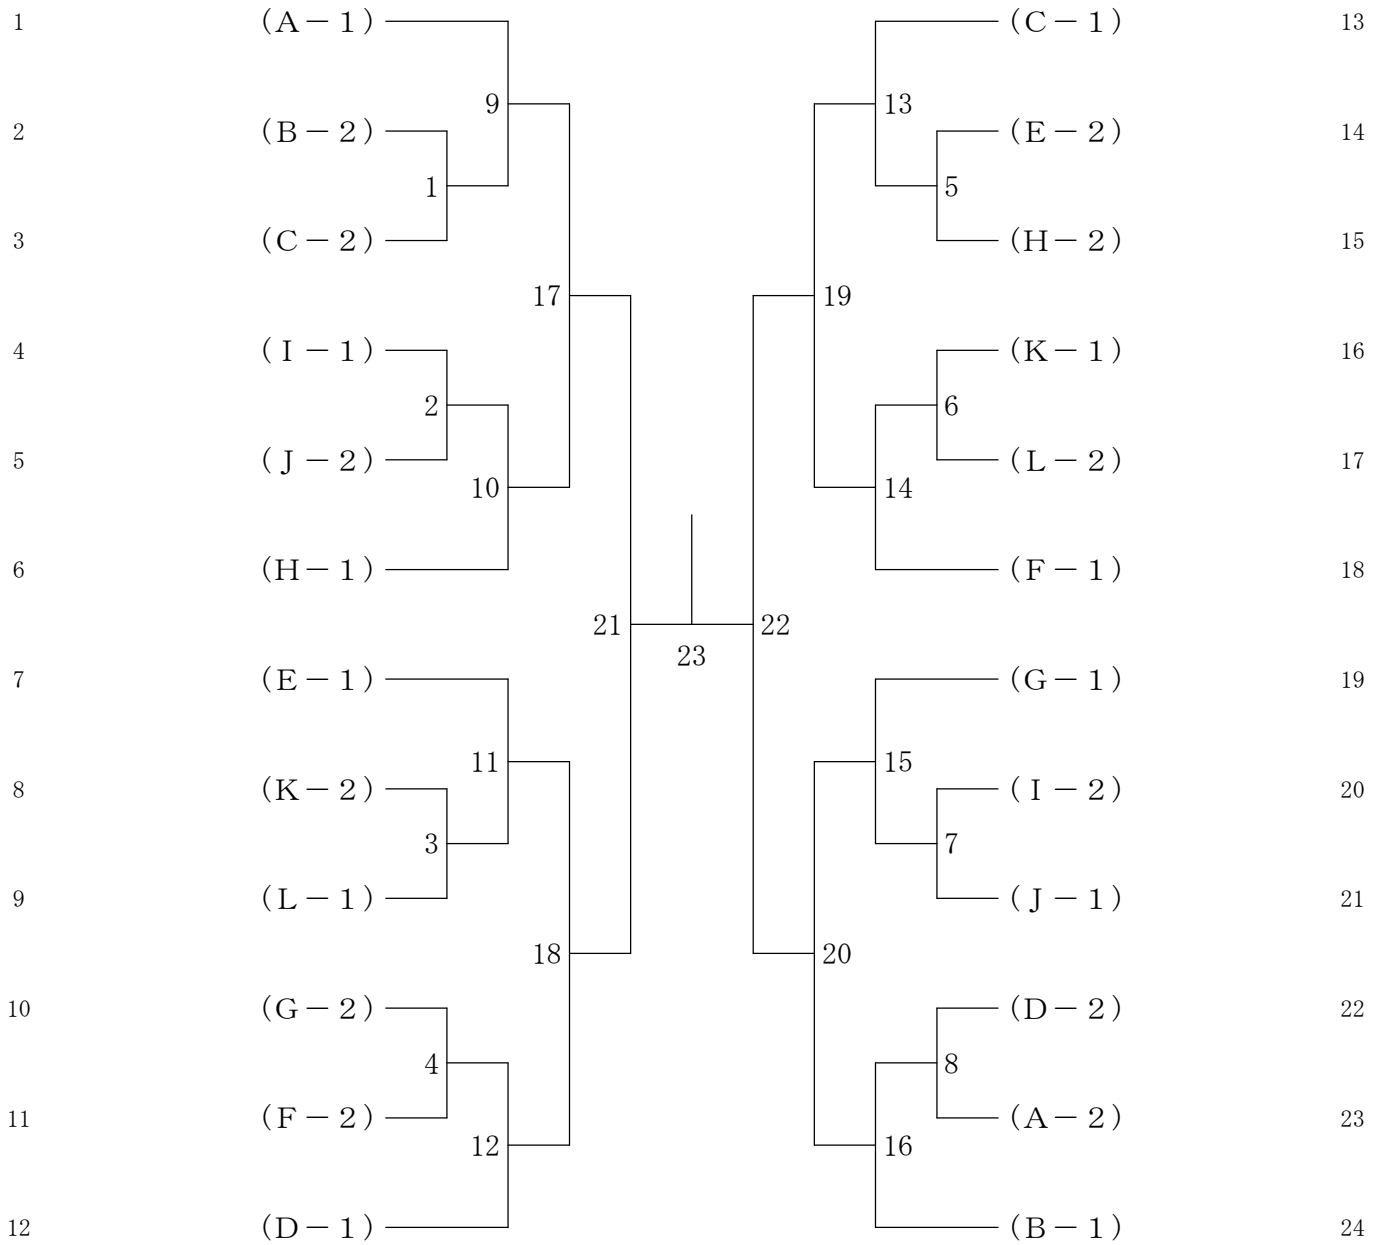 1 (A－1) (C－1) 13
9 13
2 (B－2) (E－2) 14
1 5
3 (C－2) (H－2) 15
17 19
4 (I－1) (K－1) 16
2 6
5 (J－2) (L－2) 17
10 14
6 (H－1) (F－1) 18
21 22
23
7 (E－1) (G－1) 19
11 15
8 (K－2) (I－2) 20
3 7
9 (L－1) (J－1) 21
18 20
10 (G－2) (D－2) 22
4 8
11 (F－2) (A－2) 23
12 16
12 (D－1) (B－1) 24